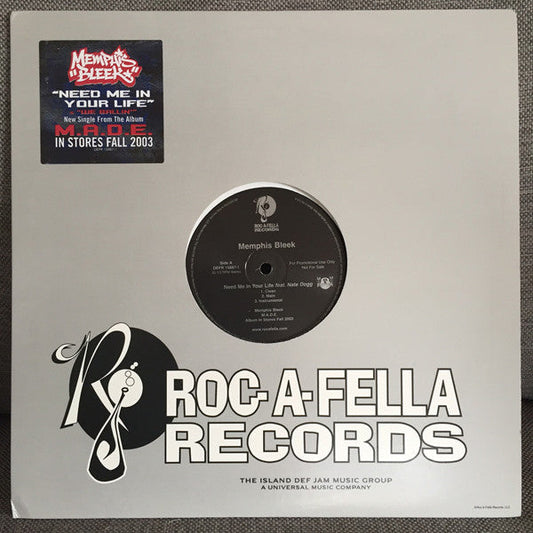 MEMPHIS
"BLEEK"
"NEED ME IN
YOUR LIFE"
"WE BALLIN"
New Single From The Album
M.A.D.E.
IN STORES FALL 2003
ROC-A-FELLA
RECORDS
Memphis Bleek
Side A
For Promotional Use Only
Not For Sale
Need Me In Your Life feat. Nate Dogg
1. Clean
2. Main
3. Instrumental
Memphis Bleek
M.A.D.E.
Album In Stores Fall 2003
www.rocafella.com
ROC-A-FELLA
RECORDS
THE ISLAND DEF JAM MUSIC GROUP
A UNIVERSAL MUSIC COMPANY